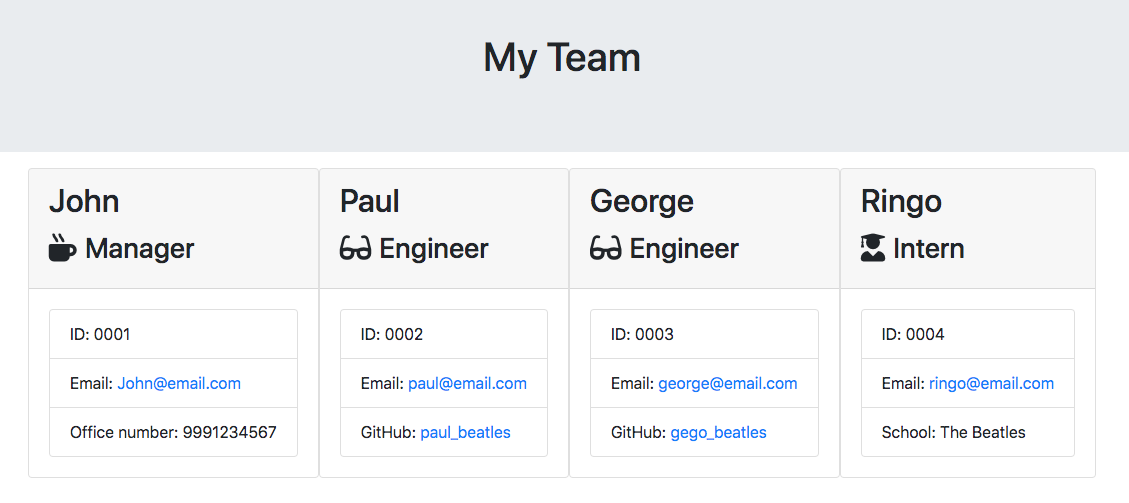 My Team
John
Manager
ID: 0001
Email: John@email.com
Office number: 9991234567
Paul
Engineer
ID: 0002
Email: paul@email.com
GitHub: paul_beatles
George
Engineer
ID: 0003
Email: george@email.com
GitHub: gego_beatles
Ringo
Intern
ID: 0004
Email: ringo@email.com
School: The Beatles